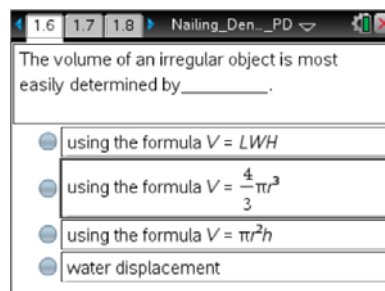 1.6 1.7 1.8 Nailing_Den..._PD
The volume of an irregular object is most
easily determined by_________.
using the formula V = LWH
using the formula V = 4/3 πr³
using the formula V = πr²h
water displacement